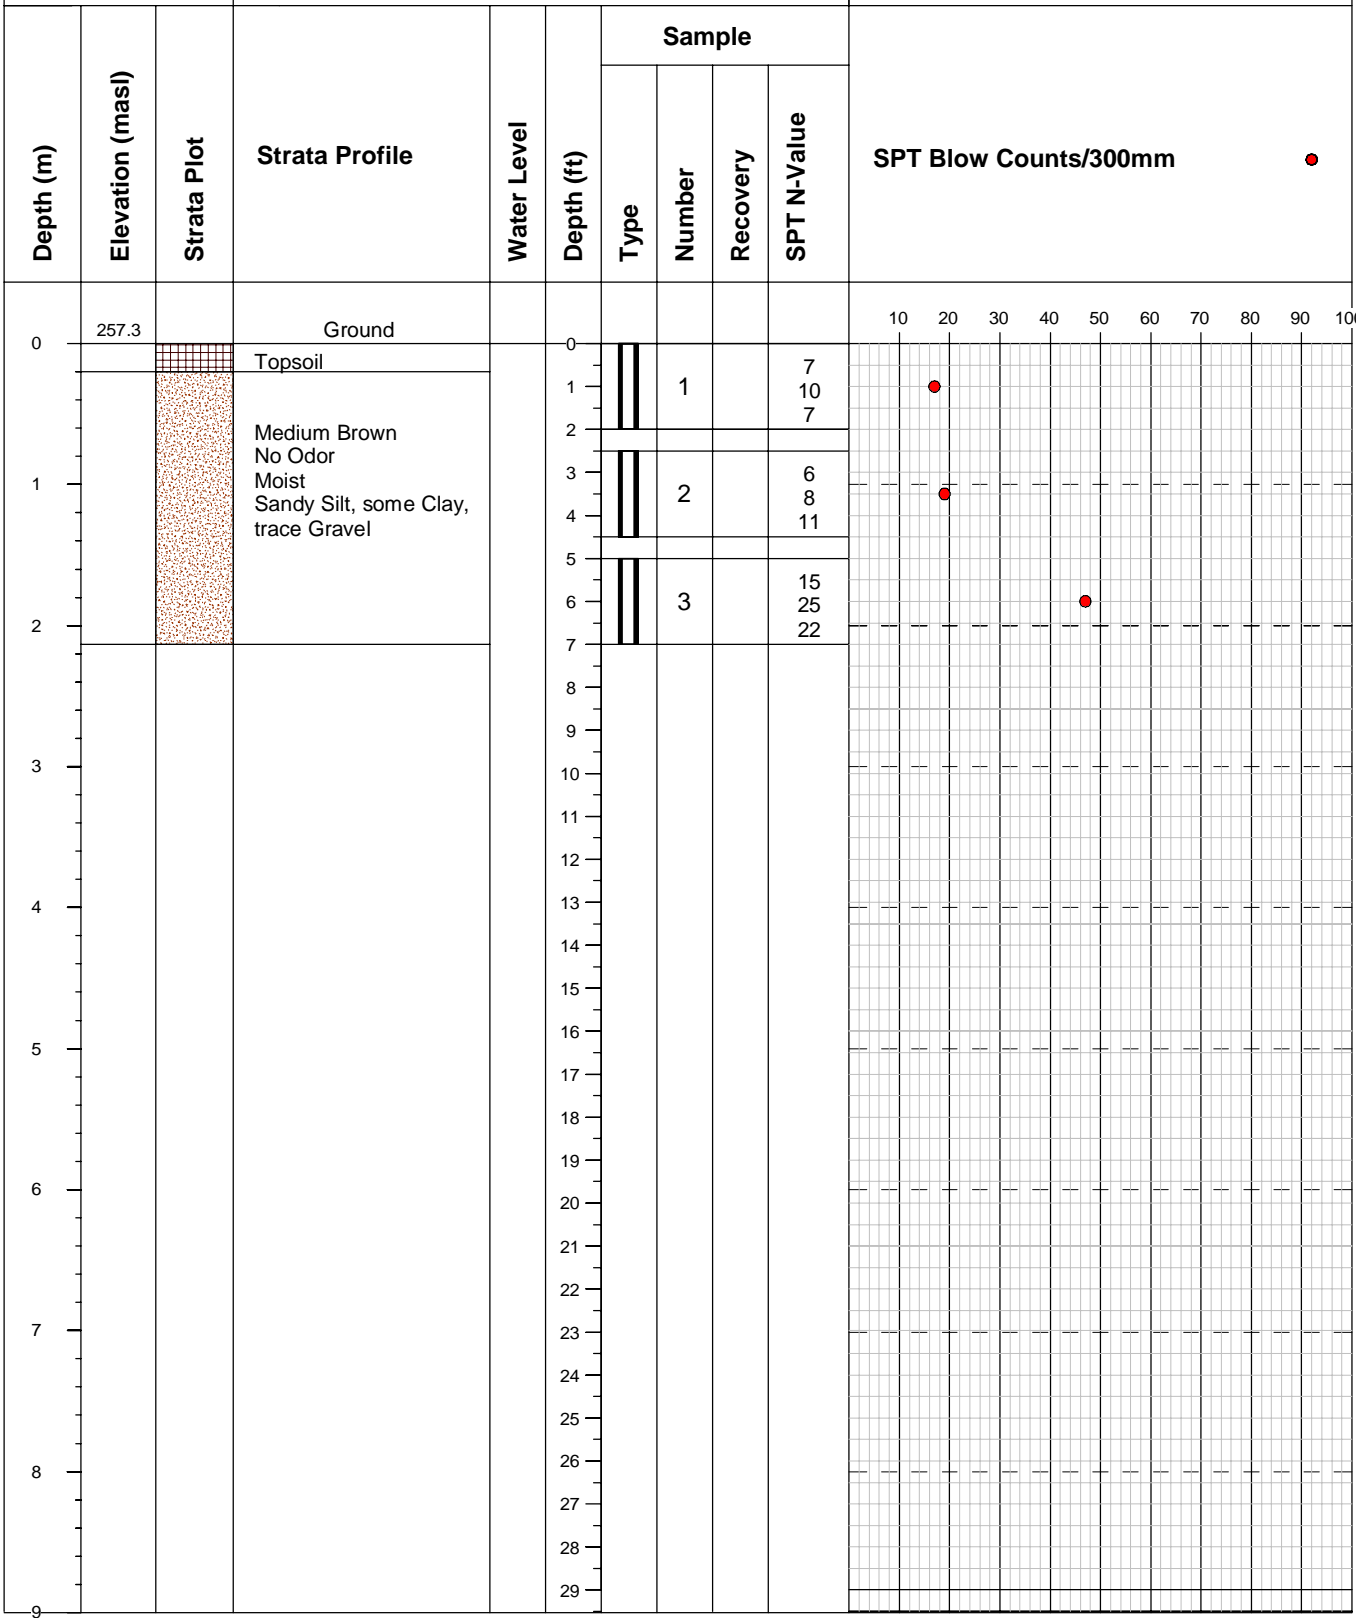 Sample
Depth (m)
Elevation (masl)
Strata Plot
Strata Profile
Water Level
Depth (ft)
Type
Number
Recovery
SPT N-Value
SPT Blow Counts/300mm
10 20 30 40 50 60 70 80 90 100
257.3
Ground
Topsoil
Medium Brown
No Odor
Moist
Sandy Silt, some Clay,
trace Gravel
0
1
2
3
4
5
6
7
8
9
0
1
2
3
4
5
6
7
8
9
10
11
12
13
14
15
16
17
18
19
20
21
22
23
24
25
26
27
28
29
1
7
10
7
2
6
8
11
3
15
25
22